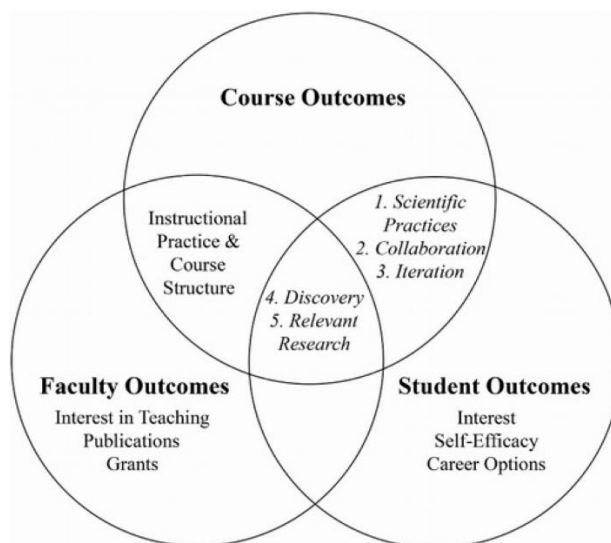 Course Outcomes
Instructional
Practice &
Course
Structure
1. Scientific
Practices
2. Collaboration
3. Iteration
4. Discovery
5. Relevant
Research
Faculty Outcomes
Interest in Teaching
Publications
Grants
Student Outcomes
Interest
Self-Efficacy
Career Options